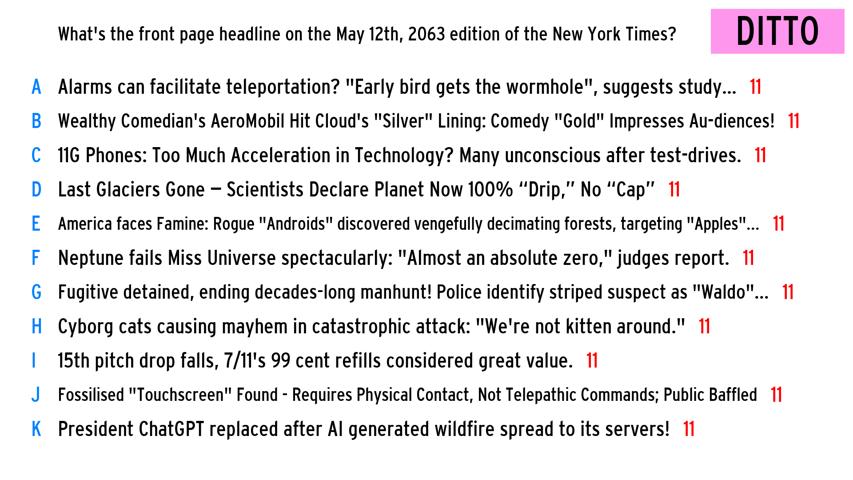 What's the front page headline on the May 12th, 2063 edition of the New York Times?
DITTO
A Alarms can facilitate teleportation? "Early bird gets the wormhole", suggests study... 11
B Wealthy Comedian's AeroMobil Hit Cloud's "Silver" Lining: Comedy "Gold" Impresses Au-diences! 11
C 11G Phones: Too Much Acceleration in Technology? Many unconscious after test-drives. 11
D Last Glaciers Gone – Scientists Declare Planet Now 100% “Drip,” No “Cap” 11
E America faces Famine: Rogue "Androids" discovered vengefully decimating forests, targeting "Apples"... 11
F Neptune fails Miss Universe spectacularly: "Almost an absolute zero," judges report. 11
G Fugitive detained, ending decades-long manhunt! Police identify striped suspect as "Waldo"... 11
H Cyborg cats causing mayhem in catastrophic attack: "We're not kitten around." 11
I 15th pitch drop falls, 7/11's 99 cent refills considered great value. 11
J Fossilised "Touchscreen" Found - Requires Physical Contact, Not Telepathic Commands; Public Baffled 11
K President ChatGPT replaced after AI generated wildfire spread to its servers! 11